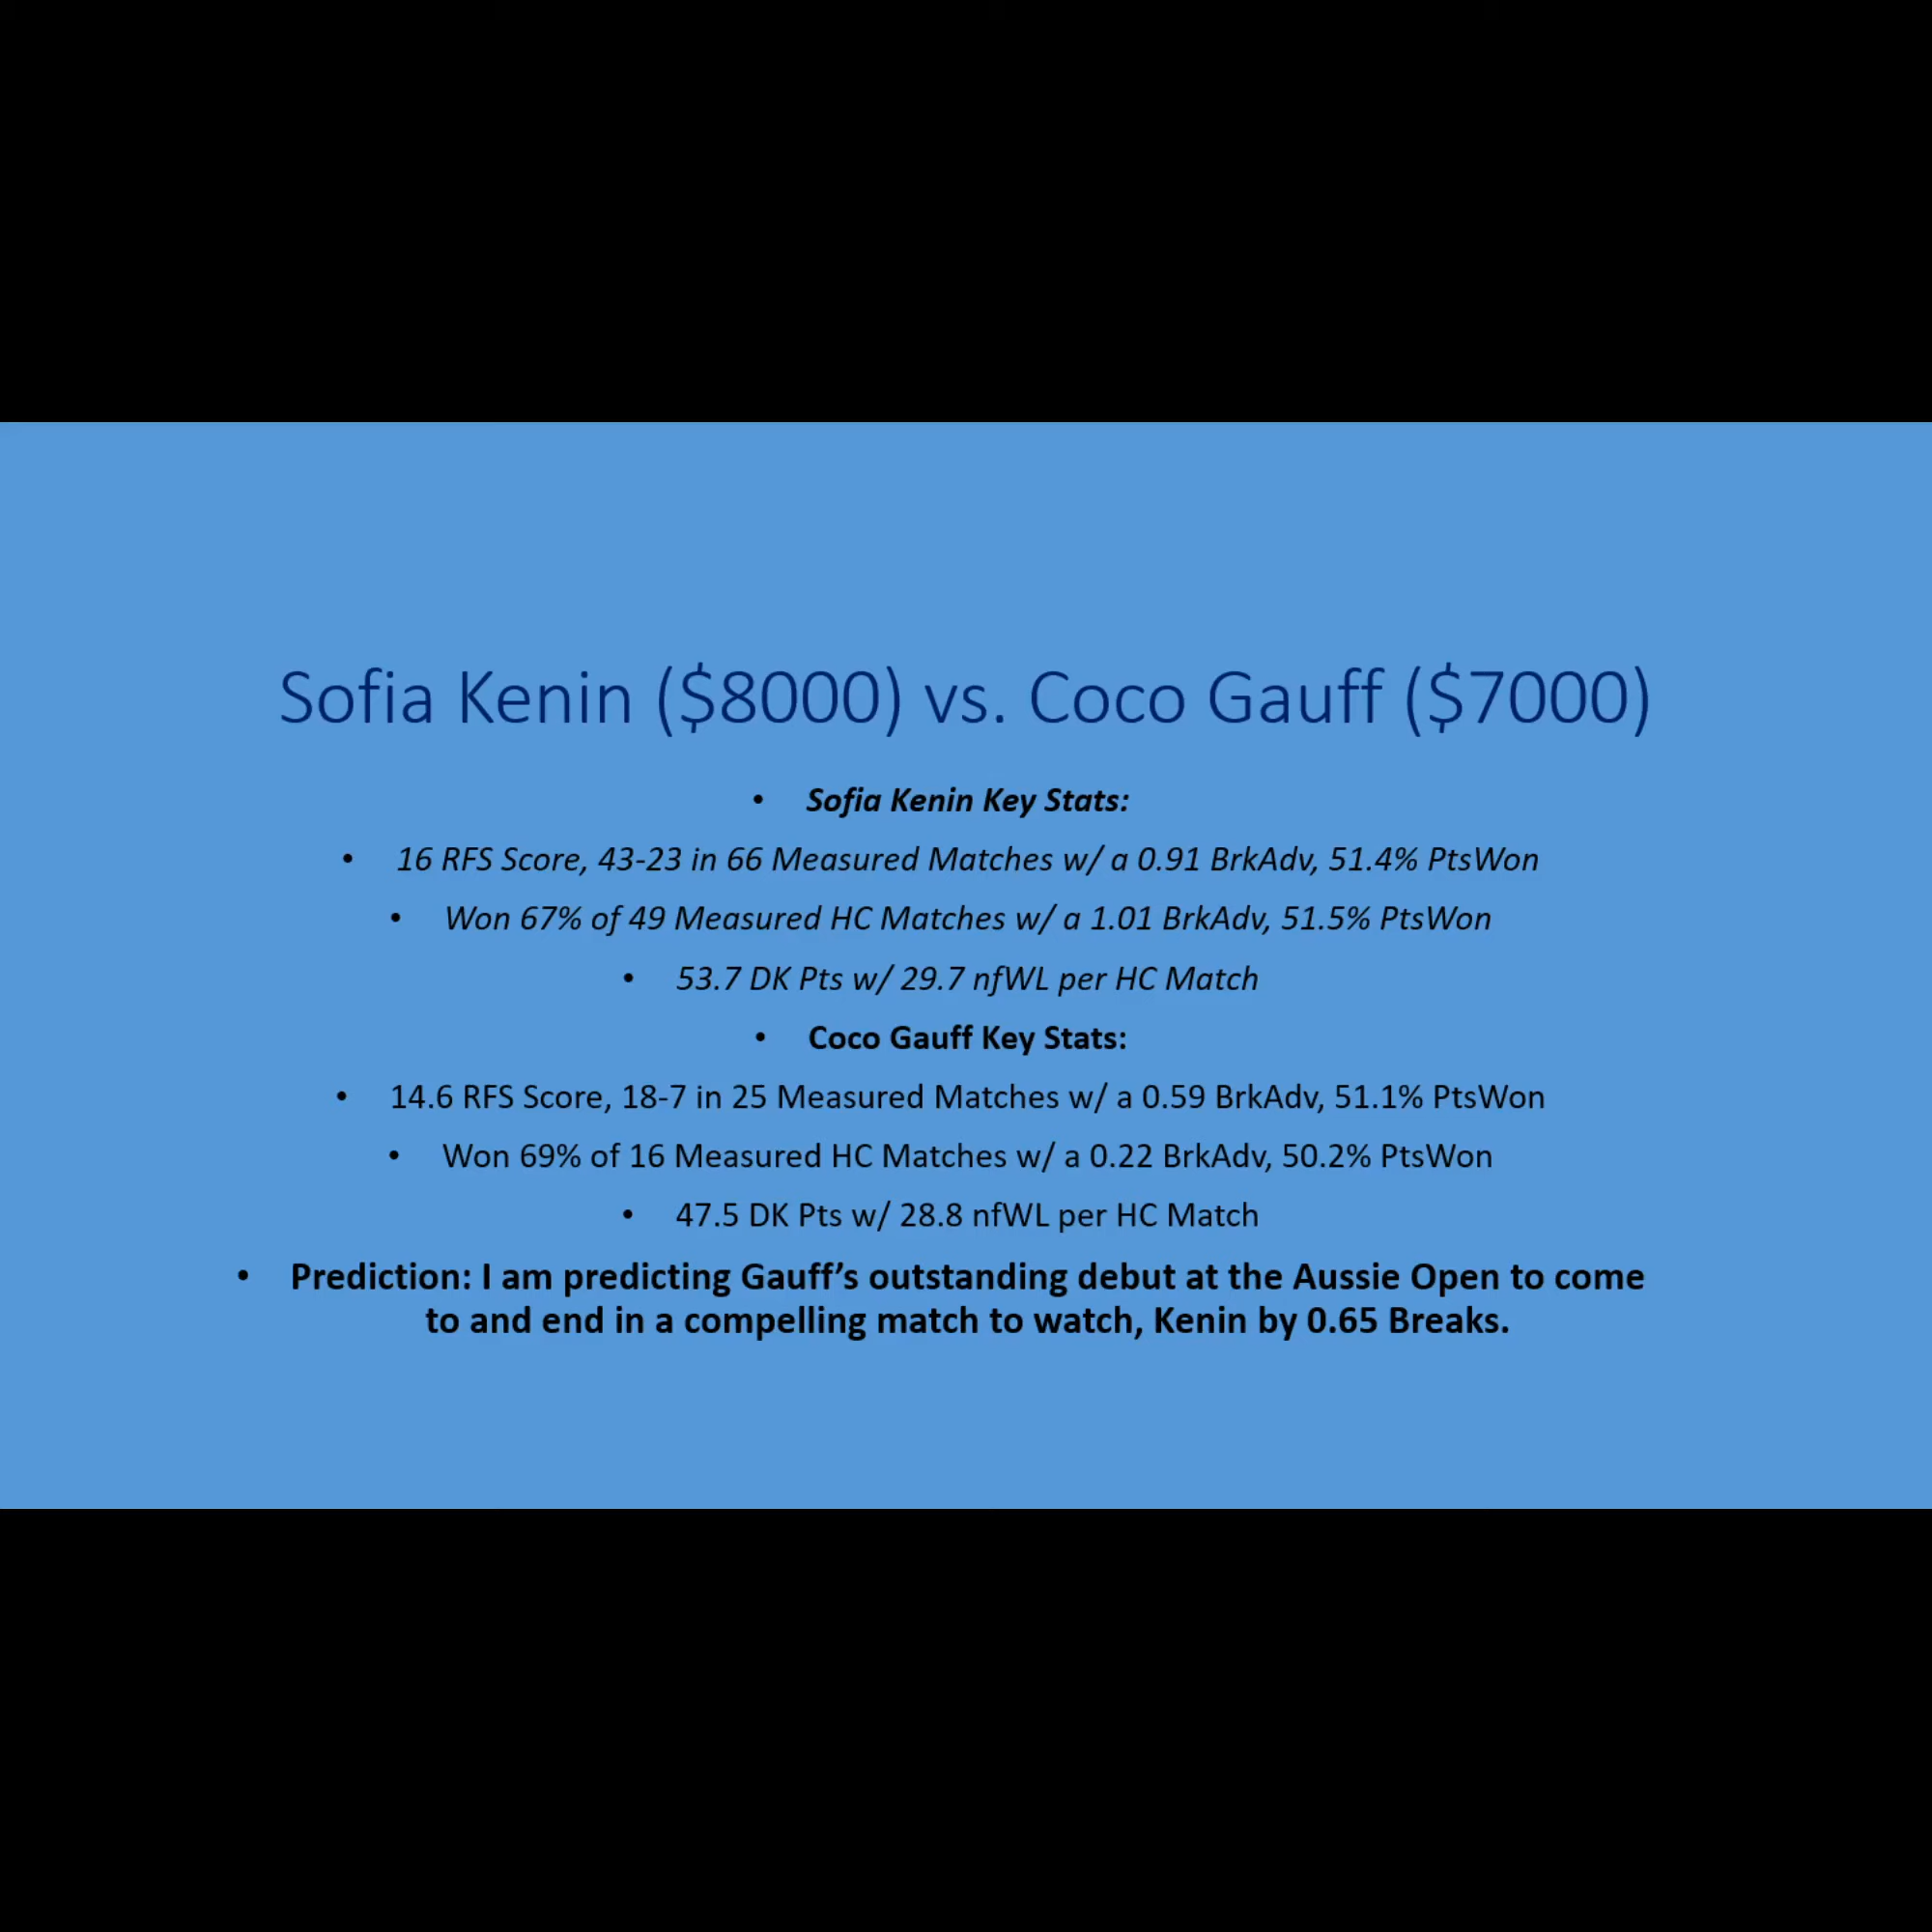 Sofia Kenin ($8000) vs. Coco Gauff ($7000)
• Sofia Kenin Key Stats:
• 16 RFS Score, 43-23 in 66 Measured Matches w/ a 0.91 BrkAdv, 51.4% PtsWon
• Won 67% of 49 Measured HC Matches w/ a 1.01 BrkAdv, 51.5% PtsWon
• 53.7 DK Pts w/ 29.7 nfWL per HC Match
• Coco Gauff Key Stats:
• 14.6 RFS Score, 18-7 in 25 Measured Matches w/ a 0.59 BrkAdv, 51.1% PtsWon
• Won 69% of 16 Measured HC Matches w/ a 0.22 BrkAdv, 50.2% PtsWon
• 47.5 DK Pts w/ 28.8 nfWL per HC Match
• Prediction: I am predicting Gauff’s outstanding debut at the Aussie Open to come
to and end in a compelling match to watch, Kenin by 0.65 Breaks.